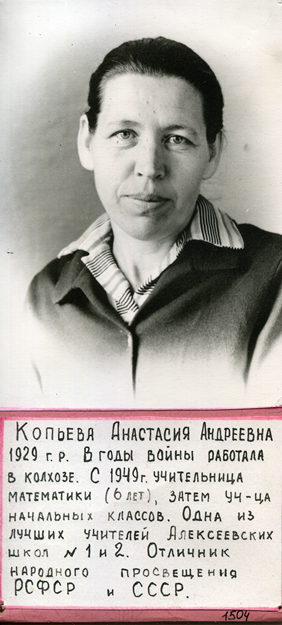 Копьева Анастасия Андреевна
1929 г.р. В годы войны работала
в колхозе. С 1949г. учительница
математики (6 лет), затем уч-ца
начальных классов. Одна из
лучших учителей Алексеевских
школ №1 и 2. Отличник
народного просвещения
РСФСР и СССР.
1504